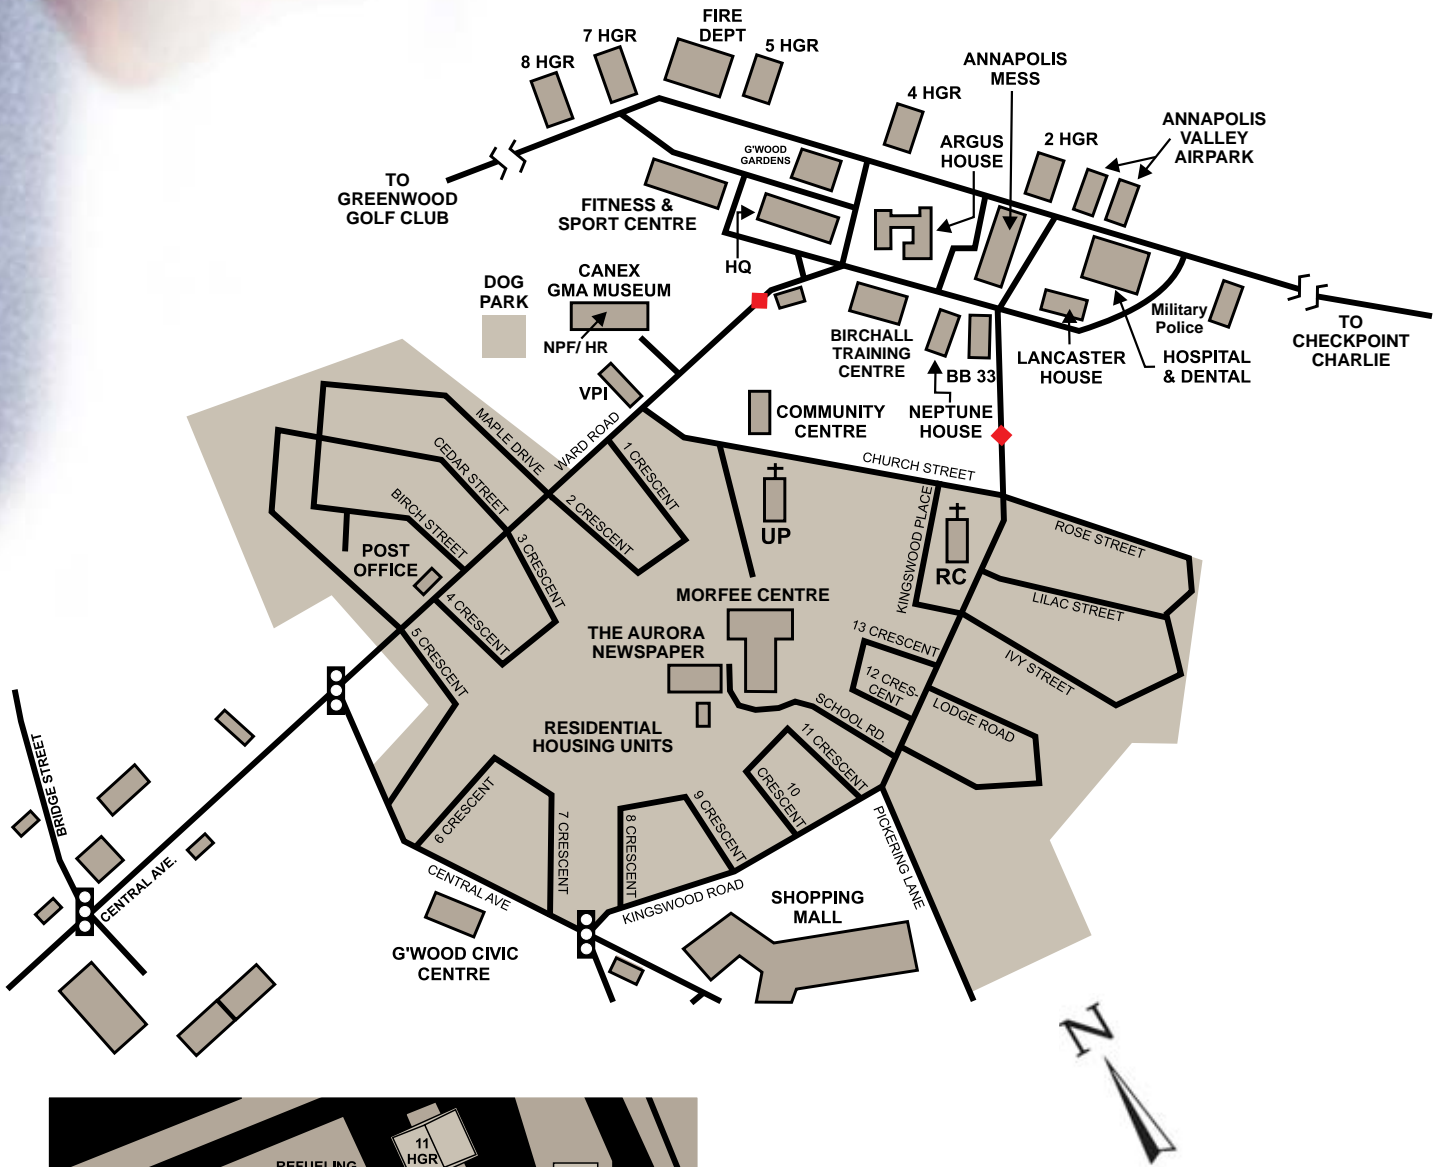 FIRE
DEPT
7 HGR
5 HGR
8 HGR
ANNAPOLIS
MESS
4 HGR
ANNAPOLIS
VALLEY
AIRPARK
2 HGR
ARGUS
HOUSE
G'WOOD
GARDENS
TO
GREENWOOD
GOLF CLUB
FITNESS &
SPORT CENTRE
HQ
CANEX
GMA MUSEUM
DOG
PARK
NPF/ HR
VPI
BIRCHALL
TRAINING
CENTRE
BB 33
NEPTUNE
HOUSE
LANCASTER
HOUSE
Military
Police
HOSPITAL
& DENTAL
TO
CHECKPOINT
CHARLIE
COMMUNITY
CENTRE
WARD ROAD
MAPLE DRIVE
CEDAR STREET
BIRCH STREET
1 CRESCENT
2 CRESCENT
3 CRESCENT
4 CRESCENT
5 CRESCENT
POST
OFFICE
CHURCH STREET
UP
KINGSWOOD PLACE
RC
ROSE STREET
LILAC STREET
IVY STREET
MORFEE CENTRE
THE AURORA
NEWSPAPER
13 CRESCENT
12 CRES-
CENT
LODGE ROAD
SCHOOL RD.
RESIDENTIAL
HOUSING UNITS
11 CRESCENT
10
CRESCENT
9 CRESCENT
8 CRESCENT
7 CRESCENT
6 CRESCENT
BRIDGE STREET
CENTRAL AVE.
CENTRAL AVE
KINGSWOOD ROAD
PICKERING LANE
SHOPPING
MALL
G'WOOD CIVIC
CENTRE
N
11
HGR
REFUELING